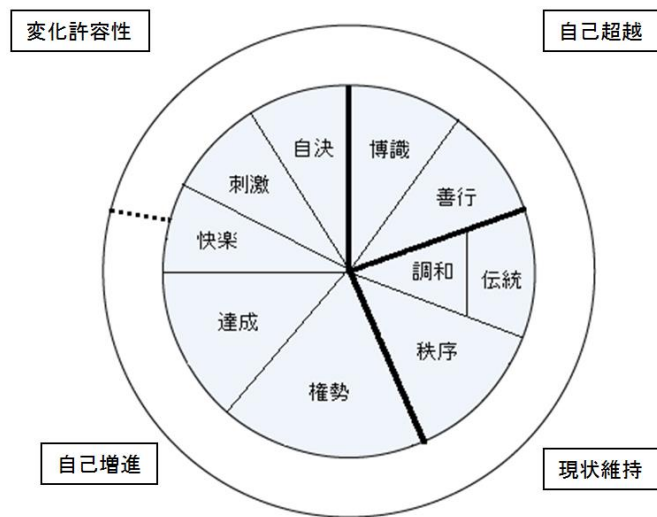 変化許容性
自己超越
自決
博識
刺激
善行
快楽
調和
伝統
達成
秩序
権勢
自己増進
現状維持